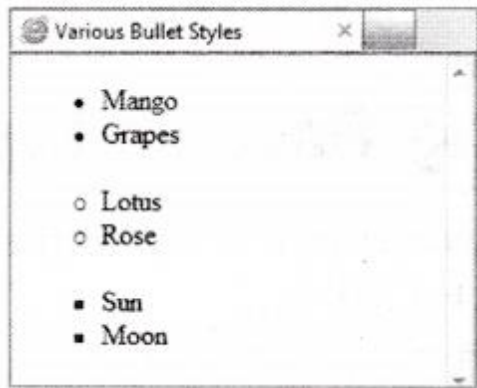 Various Bullet Styles
• Mango
• Grapes
○ Lotus
○ Rose
▪ Sun
▪ Moon